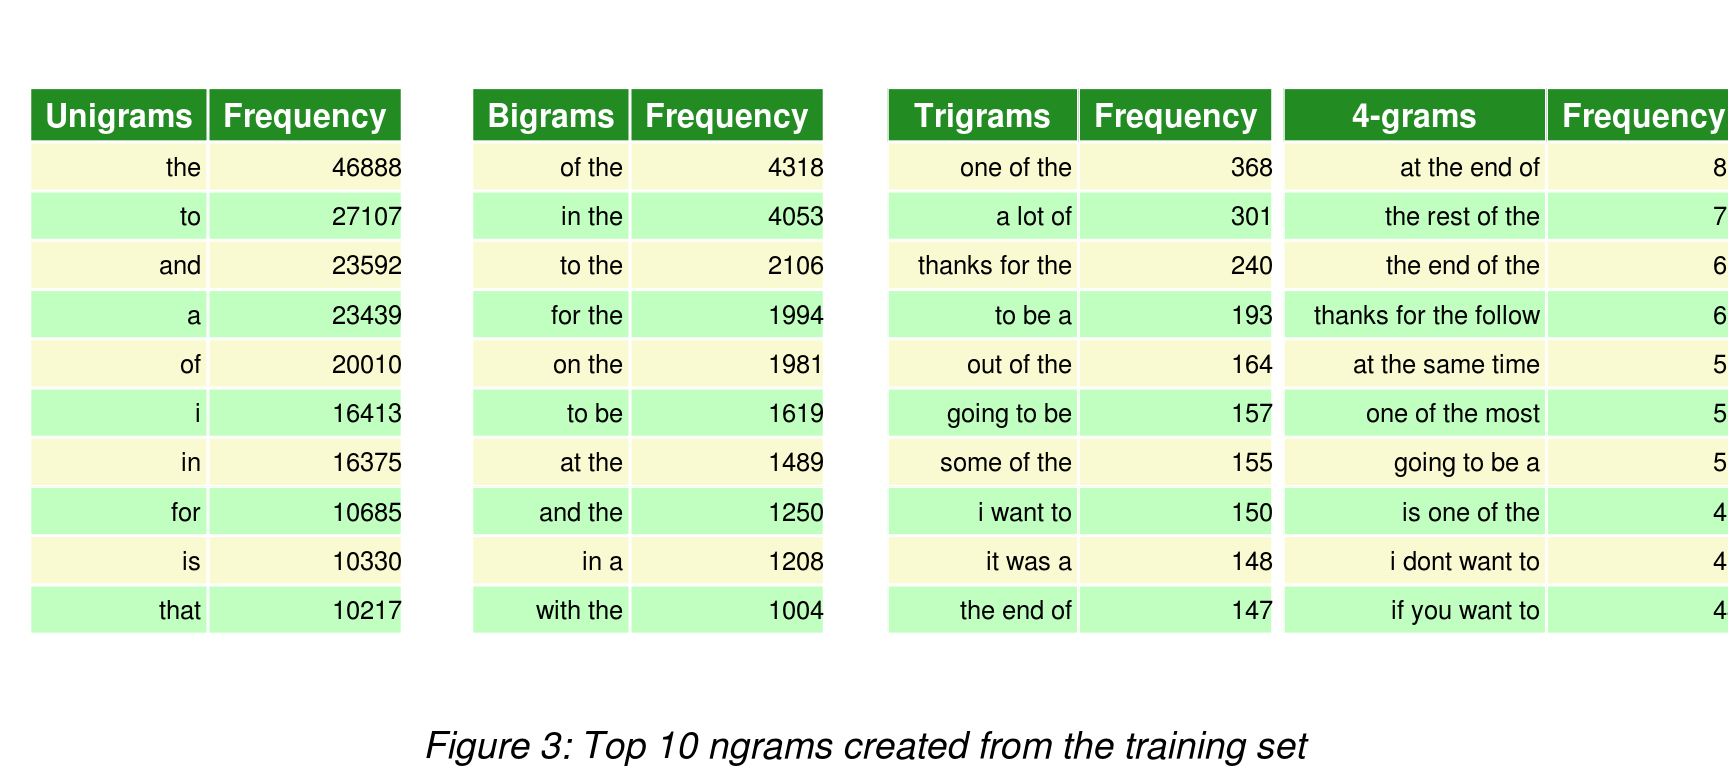 Unigrams Frequency Bigrams Frequency Trigrams Frequency 4-grams Frequency
the 46888 of the 4318 one of the 368 at the end of 8
to 27107 in the 4053 a lot of 301 the rest of the 7
and 23592 to the 2106 thanks for the 240 the end of the 6
a 23439 for the 1994 to be a 193 thanks for the follow 6
of 20010 on the 1981 out of the 164 at the same time 5
i 16413 to be 1619 going to be 157 one of the most 5
in 16375 at the 1489 some of the 155 going to be a 5
for 10685 and the 1250 i want to 150 is one of the 4
is 10330 in a 1208 it was a 148 i dont want to 4
that 10217 with the 1004 the end of 147 if you want to 4
Figure 3: Top 10 ngrams created from the training set